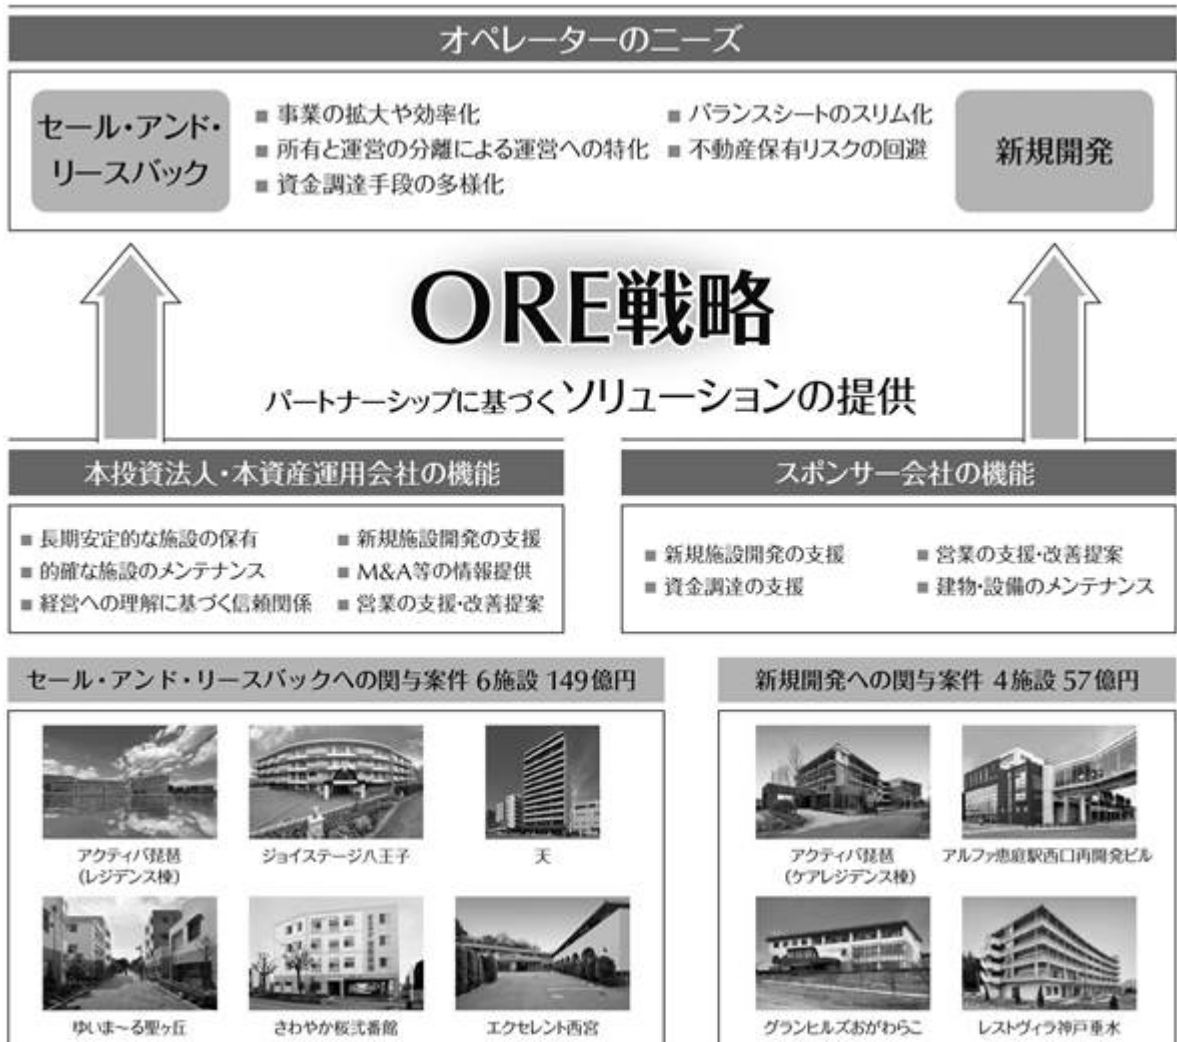 オペレーターのニーズ
セール・アンド・
リースバック
■ 事業の拡大や効率化
■ 所有と運営の分離による運営への特化
■ 資金調達手段の多様化
■ バランスシートのスリム化
■ 不動産保有リスクの回避
新規開発
ORE戦略
パートナーシップに基づくソリューションの提供
本投資法人・本資産運用会社の機能
■ 長期安定的な施設の保有
■ 的確な施設のメンテナンス
■ 経営への理解に基づく信頼関係
■ 新規施設開発の支援
■ M&A等の情報提供
■ 営業の支援・改善提案
スポンサー会社の機能
■ 新規施設開発の支援
■ 資金調達の支援
■ 営業の支援・改善提案
■ 建物・設備のメンテナンス
セール・アンド・リースバックへの関与案件 6施設 149億円
アクティバ琵琶
(レジデンス棟)
ジョイステージ八王子
天
ゆいま~る聖ヶ丘
さわやか桜弐番館
エクセレント西宮
新規開発への関与案件 4施設 57億円
アクティバ琵琶
(ケアレジデンス棟)
アルファ恵庭駅西口再開発ビル
グランヒルズおがわらこ
レストヴィラ神戸垂水